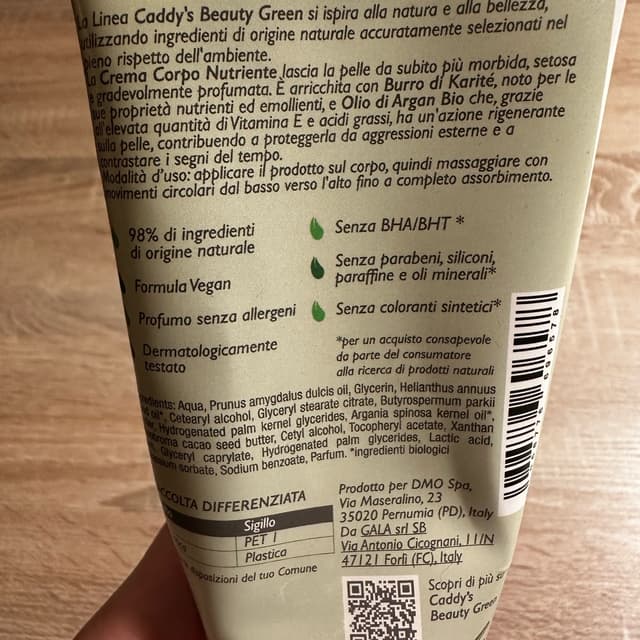 La Linea Caddy's Beauty Green si ispira alla natura e alla bellezza,
utilizzando ingredienti di origine naturale accuratamente selezionati nel
pieno rispetto dell'ambiente.
La Crema Corpo Nutriente lascia la pelle da subito più morbida, setosa
e gradevolmente profumata. È arricchita con Burro di Karité, noto per le
sue proprietà nutrienti ed emollienti, e Olio di Argan Bio che, grazie
all'elevata quantità di Vitamina E e acidi grassi, ha un'azione rigenerante
sulla pelle, contribuendo a proteggerla da aggressioni esterne e a
contrastare i segni del tempo.
Modalità d'uso: applicare il prodotto sul corpo, quindi massaggiare con
movimenti circolari dal basso verso l'alto fino a completo assorbimento.
98% di ingredienti
di origine naturale
Formula Vegan
Profumo senza allergeni
Dermatologicamente
testato
Senza BHA/BHT *
Senza parabeni, siliconi,
paraffine e oli minerali*
Senza coloranti sintetici*
*per un acquisto consapevole
da parte del consumatore
alla ricerca di prodotti naturali
edients: Aqua, Prunus amygdalus dulcis oil, Glycerin, Helianthus annuus
oil*, Cetearyl alcohol, Glyceryl stearate citrate, Butyrospermum parkii
Hydrogenated palm kernel glycerides, Argania spinosa kernel oil*,
broma cacao seed butter, Cetyl alcohol, Tocopheryl acetate, Xanthan
Glyceryl caprylate, Hydrogenated palm glycerides, Lactic acid,
sorbate, Sodium benzoate, Parfum. *ingredienti biologici
COLTA DIFFERENZIATA
Sigillo
PET 1
Plastica
disposizioni del tuo Comune
Prodotto per DMO Spa,
Via Maseralino, 23
35020 Pernumia (PD), Italy
Da GALA srl SB
Via Antonio Cicognani, 11/N
47121 Forlì (FC), Italy
Scopri di più su
Caddy's
Beauty Green